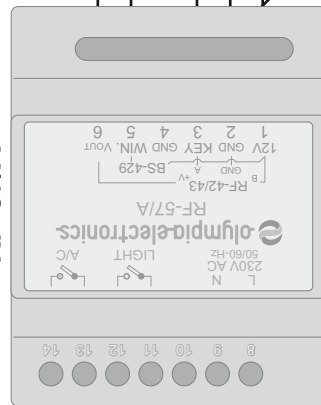 8 9 10 11 12 13 14
L N LIGHT A/C
230V AC
50/60-Hz
olympia-electronics
RF-57/A
RF-42/43
B +V
GND A BS-429
12V GND KEY GND WIN. VOUT
1 2 3 4 5 6